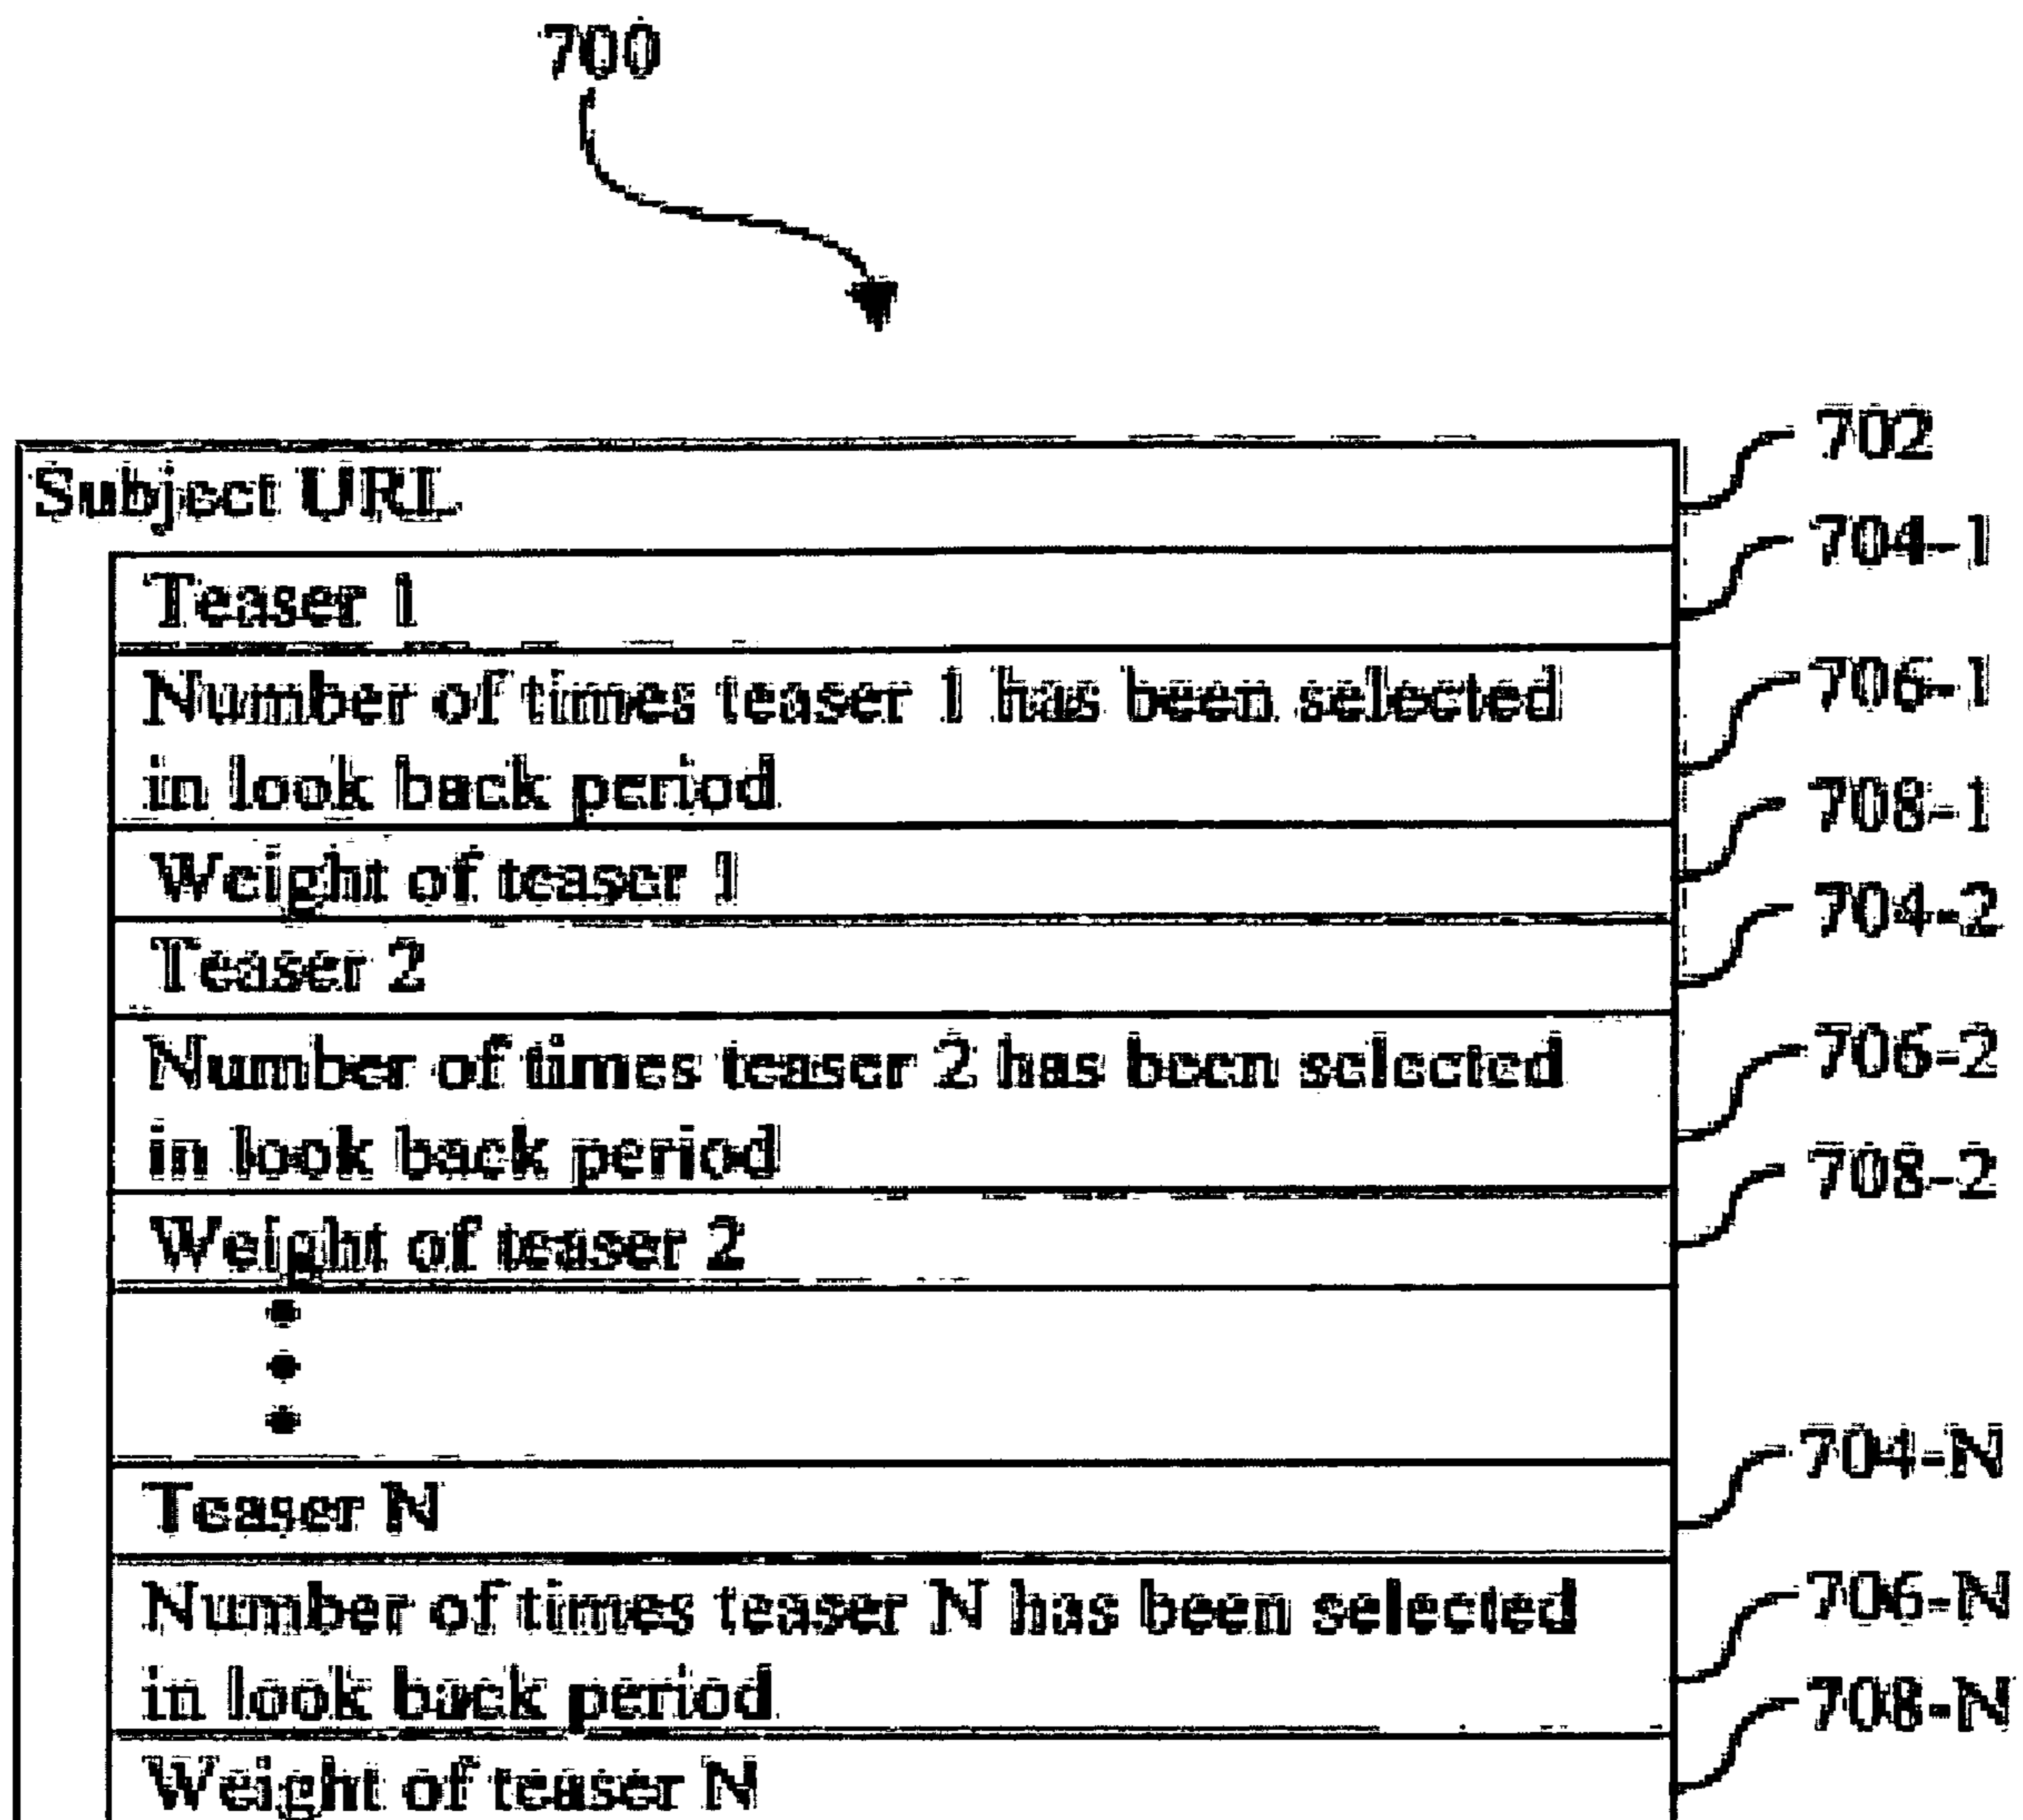 700
Subject URL
702
Teaser 1
704-1
Number of times teaser 1 has been selected
in look back period
706-1
Weight of teaser 1
708-1
Teaser 2
704-2
Number of times teaser 2 has been selected
in look back period
706-2
Weight of teaser 2
708-2
Teaser N
704-N
Number of times teaser N has been selected
in look back period
706-N
Weight of teaser N
708-N